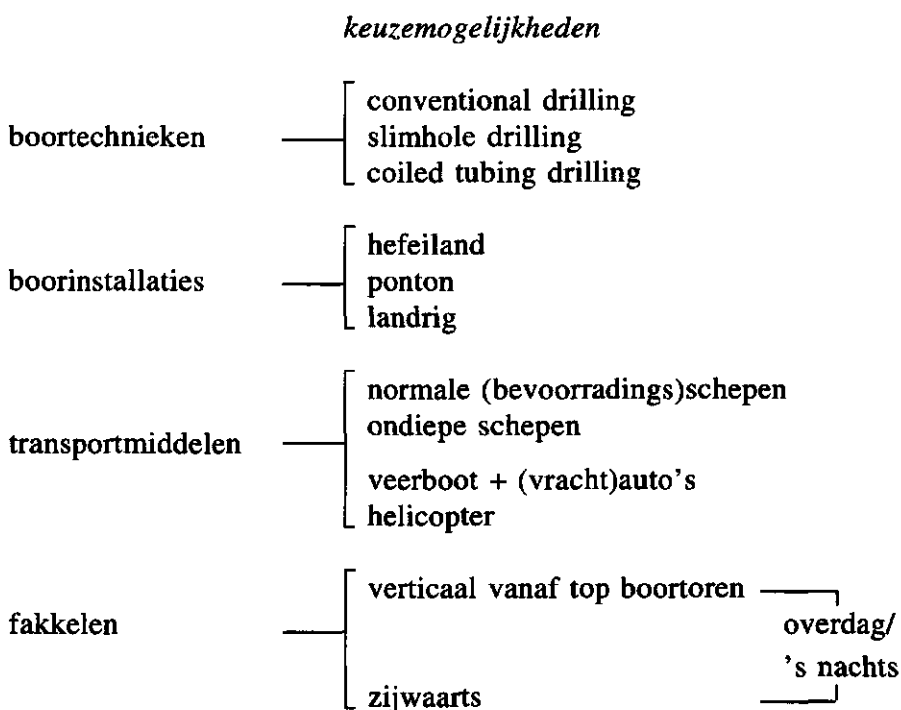 keuzemogelijkheden
conventional drilling
boortechnieken slimhole drilling
coiled tubing drilling
hefeiland
boorinstallaties ponton
landrig
normale (bevoorradings)schepen
ondiepe schepen
transportmiddelen
veerboot + (vracht)auto's
helicopter
verticaal vanaf top boortoren
fakkelen overdag/
's nachts
zijwaarts